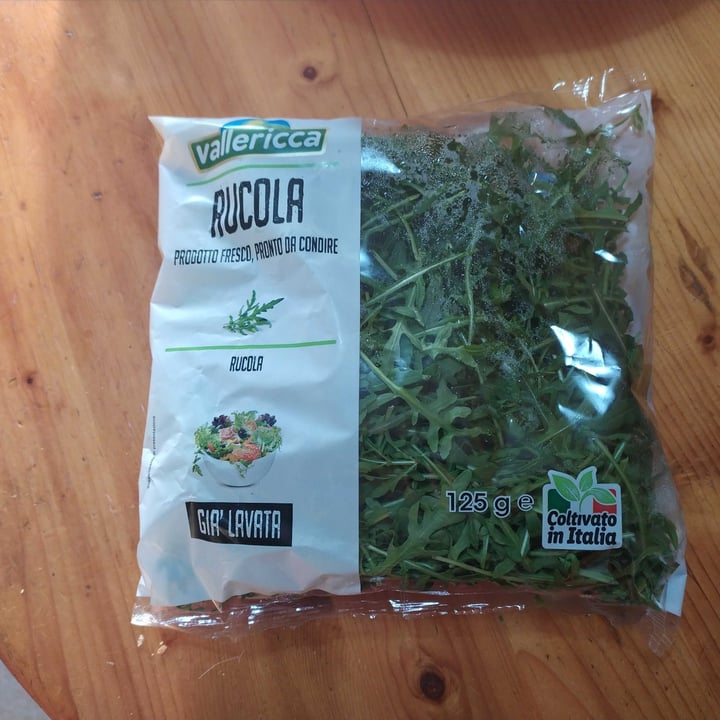 Vallericca
RUCOLA
PRODOTTO FRESCO, PRONTO DA CONDIRE
RUCOLA
GIA' LAVATA
125 g e
Coltivato
in Italia